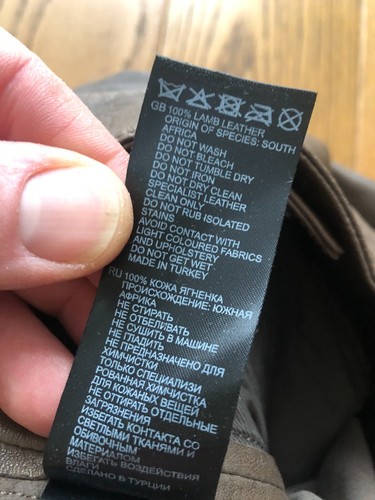 GB 100% LAMB LEATHER
ORIGIN OF SPECIES: SOUTH
AFRICA
DO NOT WASH
DO NOT BLEACH
DO NOT TUMBLE DRY
DO NOT IRON
DO NOT DRY CLEAN
SPECIALIST LEATHER
CLEAN ONLY
DO NOT RUB ISOLATED
STAINS
AVOID CONTACT WITH
LIGHT COLOURED FABRICS
AND UPHOLSTERY
DO NOT GET WET
MADE IN TURKEY
RU 100% КОЖА ЯГНЕНКА
ПРОИСХОЖДЕНИЕ: ЮЖНАЯ
АФРИКА
НЕ СТИРАТЬ
НЕ ОТБЕЛИВАТЬ
НЕ СУШИТЬ В МАШИНЕ
НЕ ГЛАДИТЬ
НЕ ПРЕДНАЗНАЧЕНО ДЛЯ
ХИМЧИСТКИ
ТОЛЬКО СПЕЦИАЛИЗИ
РОВАННАЯ ХИМЧИСТКА
ДЛЯ КОЖАНЫХ ВЕЩЕЙ
НЕ ОТТИРАТЬ ОТДЕЛЬНЫЕ
ЗАГРЯЗНЕНИЯ
ИЗБЕГАТЬ КОНТАКТА СО
СВЕТЛЫМИ ТКАНЯМИ И
ОБИВОЧНЫМ
МАТЕРИАЛОМ
ИЗБЕГАТЬ ВОЗДЕЙСТВИЯ
ВЛАГИ
СДЕЛАНО В ТУРЦИИ